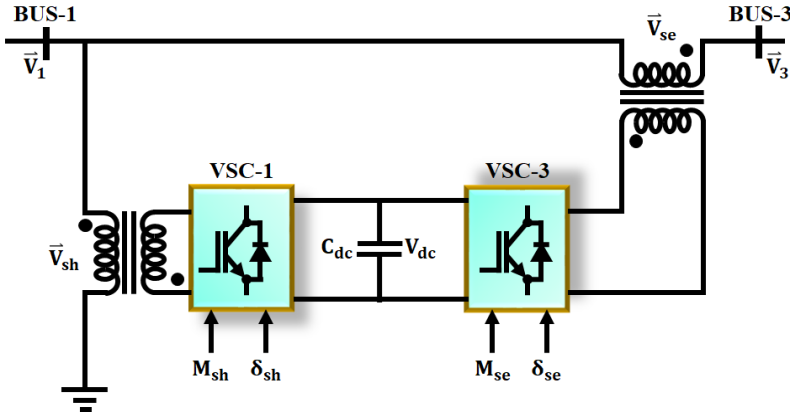 BUS-1
BUS-3
V⃗se
V⃗1
V⃗3
VSC-1
VSC-3
V⃗sh
Cdc
Vdc
Msh
δsh
Mse
δse